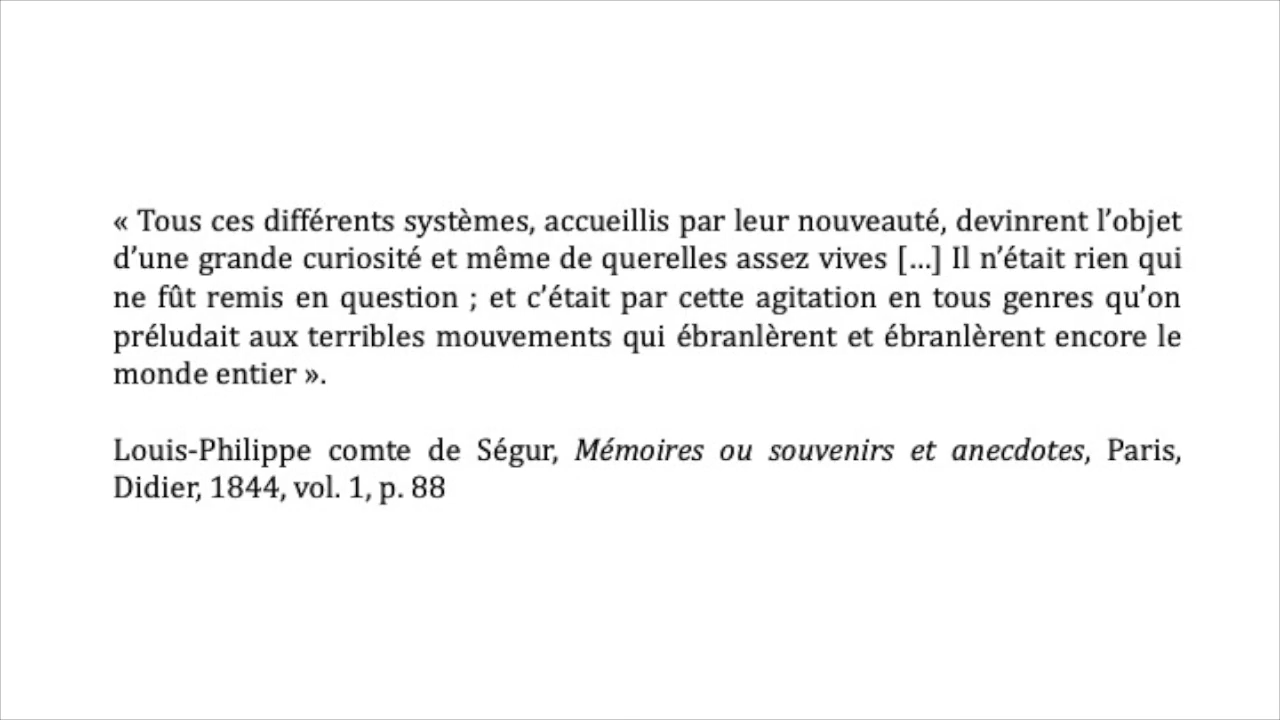 « Tous ces différents systèmes, accueillis par leur nouveauté, devinrent l’objet
d’une grande curiosité et même de querelles assez vives [...] Il n’était rien qui
ne fût remis en question ; et c’était par cette agitation en tous genres qu’on
préludait aux terribles mouvements qui ébranlèrent et ébranlèrent encore le
monde entier ».
Louis-Philippe comte de Ségur, Mémoires ou souvenirs et anecdotes, Paris,
Didier, 1844, vol. 1, p. 88